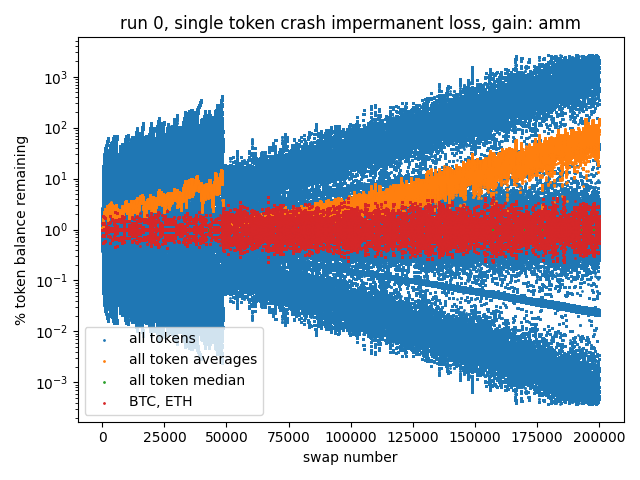 run 0, single token crash impermanent loss, gain: amm
% token balance remaining
10³
10²
10¹
10⁰
10⁻¹
10⁻²
10⁻³
all tokens
all token averages
all token median
BTC, ETH
0 25000 50000 75000 100000 125000 150000 175000 200000
swap number